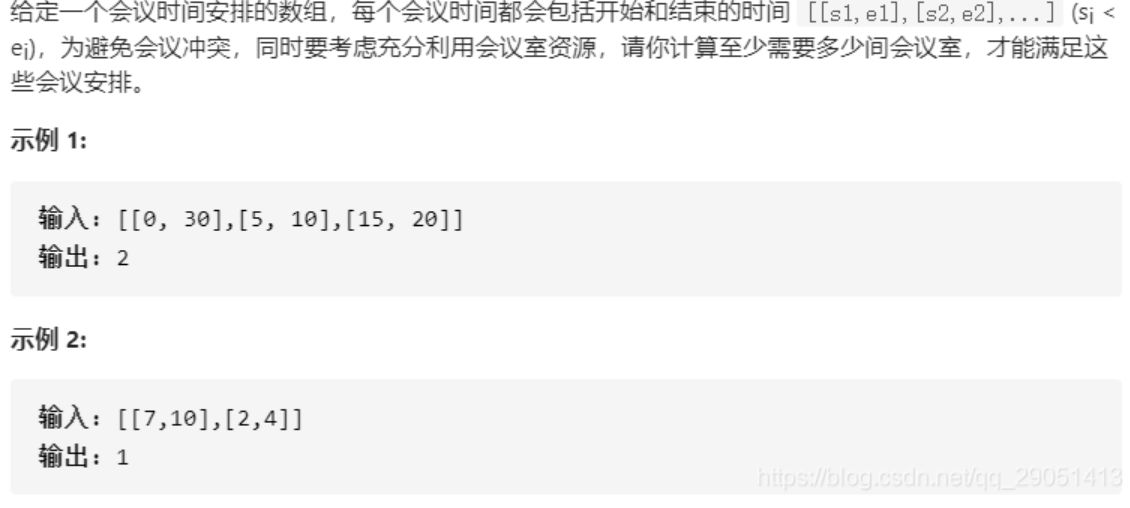 给定一个会议时间安排的数组，每个会议时间都会包括开始和结束的时间 [[s1,e1],[s2,e2],...] (si <
ei)，为避免会议冲突，同时要考虑充分利用会议室资源，请你计算至少需要多少间会议室，才能满足这
些会议安排。
示例 1:
输入: [[0, 30],[5, 10],[15, 20]]
输出: 2
示例 2:
输入: [[7,10],[2,4]]
输出: 1
https://blog.csdn.net/qq_29051413